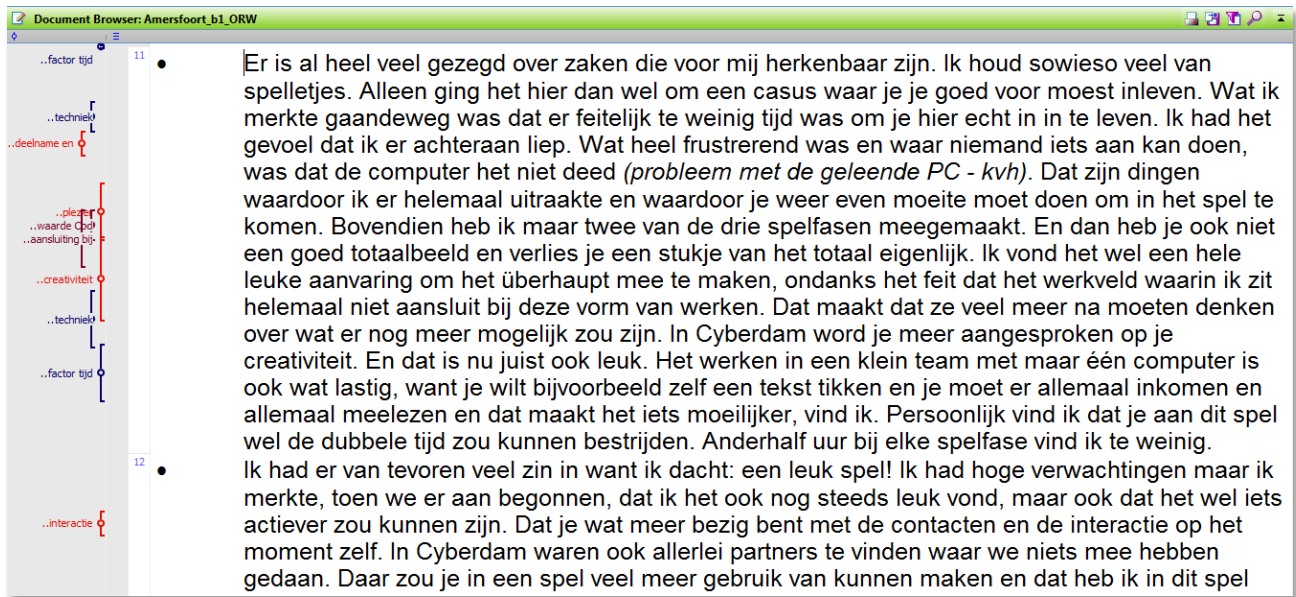 Document Browser: Amersfoort_b1_ORW
..factor tijd
..techniek
..deelname en
..plezier
..waarde Opd
..aansluiting bij
..creativiteit
..techniek
..factor tijd
..interactie
11
● Er is al heel veel gezegd over zaken die voor mij herkenbaar zijn. Ik houd sowieso veel van
spelletjes. Alleen ging het hier dan wel om een casus waar je je goed voor moest inleven. Wat ik
merkte gaandeweg was dat er feitelijk te weinig tijd was om je hier echt in in te leven. Ik had het
gevoel dat ik er achteraan liep. Wat heel frustrerend was en waar niemand iets aan kan doen,
was dat de computer het niet deed (probleem met de geleende PC - kvh). Dat zijn dingen
waardoor ik er helemaal uitraakte en waardoor je weer even moeite moet doen om in het spel te
komen. Bovendien heb ik maar twee van de drie spelfasen meegemaakt. En dan heb je ook niet
een goed totaalbeeld en verlies je een stukje van het totaal eigenlijk. Ik vond het wel een hele
leuke aanvaring om het überhaupt mee te maken, ondanks het feit dat het werkveld waarin ik zit
helemaal niet aansluit bij deze vorm van werken. Dat maakt dat ze veel meer na moeten denken
over wat er nog meer mogelijk zou zijn. In Cyberdam word je meer aangesproken op je
creativiteit. En dat is nu juist ook leuk. Het werken in een klein team met maar één computer is
ook wat lastig, want je wilt bijvoorbeeld zelf een tekst tikken en je moet er allemaal inkomen en
allemaal meelezen en dat maakt het iets moeilijker, vind ik. Persoonlijk vind ik dat je aan dit spel
wel de dubbele tijd zou kunnen bestrijden. Anderhalf uur bij elke spelfase vind ik te weinig.
12
● Ik had er van tevoren veel zin in want ik dacht: een leuk spel! Ik had hoge verwachtingen maar ik
merkte, toen we er aan begonnen, dat ik het ook nog steeds leuk vond, maar ook dat het wel iets
actiever zou kunnen zijn. Dat je wat meer bezig bent met de contacten en de interactie op het
moment zelf. In Cyberdam waren ook allerlei partners te vinden waar we niets mee hebben
gedaan. Daar zou je in een spel veel meer gebruik van kunnen maken en dat heb ik in dit spel